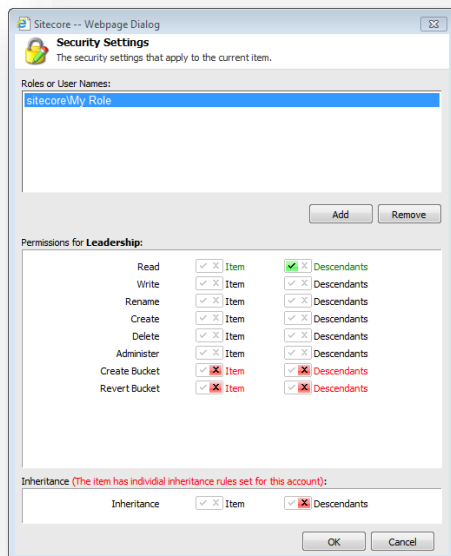 Sitecore -- Webpage Dialog
Security Settings
The security settings that apply to the current item.
Roles or User Names:
sitecore\My Role
Add Remove
Permissions for Leadership:
Read Item Descendants
Write Item Descendants
Rename Item Descendants
Create Item Descendants
Delete Item Descendants
Administer Item Descendants
Create Bucket Item Descendants
Revert Bucket Item Descendants
Inheritance (The item has individial inheritance rules set for this account):
Inheritance Item Descendants
OK Cancel